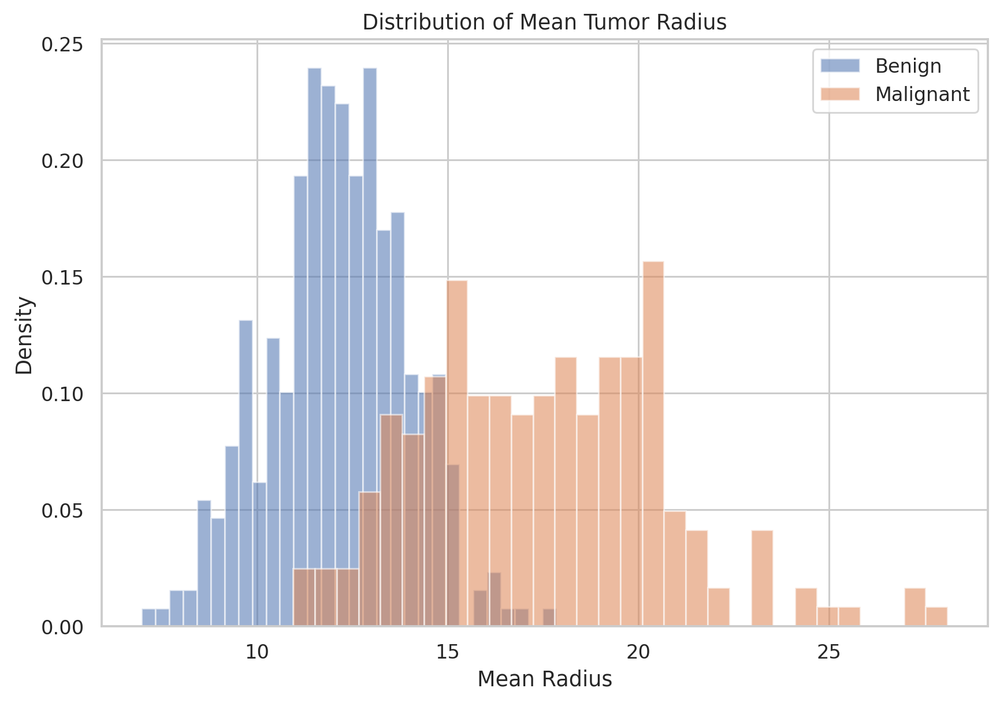 Distribution of Mean Tumor Radius
Benign
Malignant
0.25
0.20
0.15
0.10
0.05
0.00
Density
10 15 20 25
Mean Radius